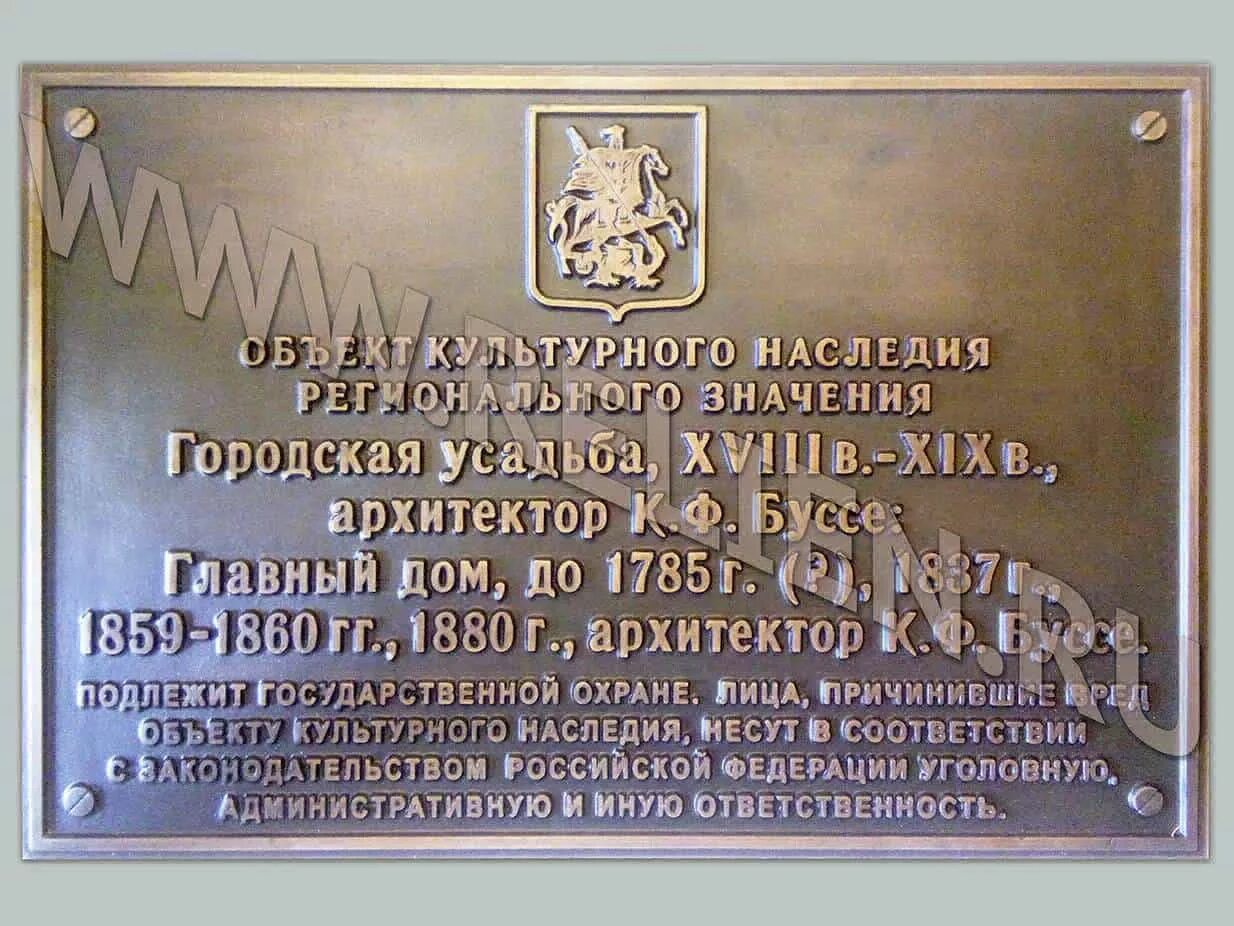 ОБЪЕКТ КУЛЬТУРНОГО НАСЛЕДИЯ
РЕГИОНАЛЬНОГО ЗНАЧЕНИЯ
Городская усадьба, XVIII в.-XIX в.,
архитектор К.Ф. Буссе:
Главный дом, до 1785 г. (?), 1837 г.,
1859-1860 гг., 1880 г., архитектор К.Ф. Буссе.
ПОДЛЕЖИТ ГОСУДАРСТВЕННОЙ ОХРАНЕ. ЛИЦА, ПРИЧИНИВШИЕ ВРЕД
ОБЪЕКТУ КУЛЬТУРНОГО НАСЛЕДИЯ, НЕСУТ В СООТВЕТСТВИИ
С ЗАКОНОДАТЕЛЬСТВОМ РОССИЙСКОЙ ФЕДЕРАЦИИ УГОЛОВНУЮ,
АДМИНИСТРАТИВНУЮ И ИНУЮ ОТВЕТСТВЕННОСТЬ.
WWW.RELIEN.RU